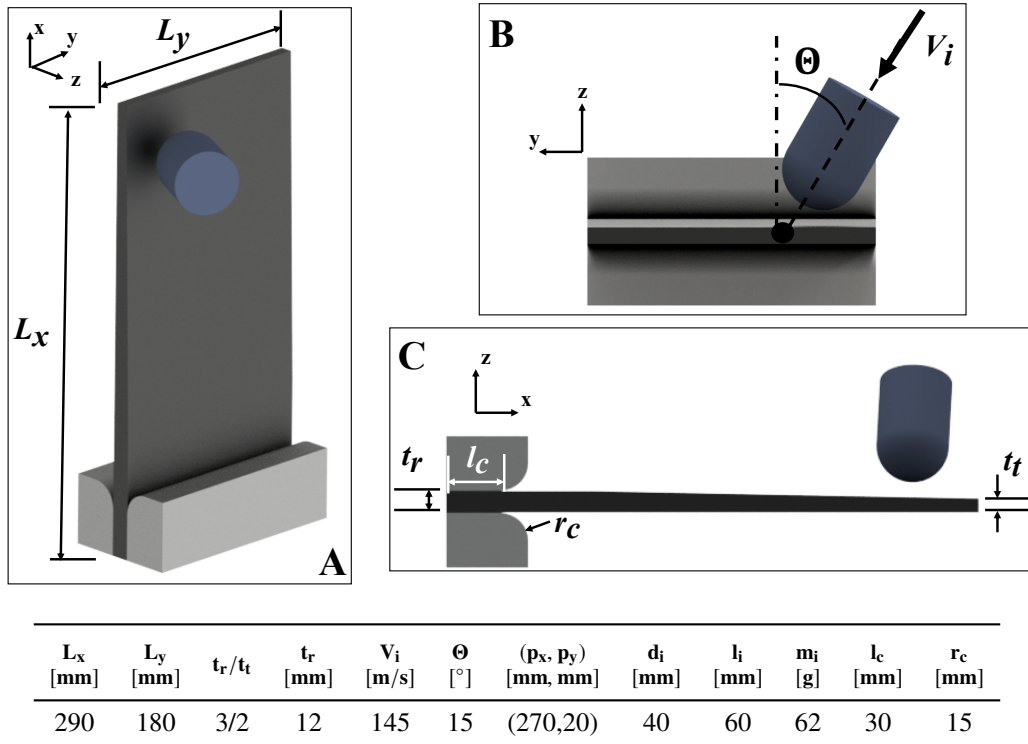 x
y
z
L_y
L_x
A
B
Θ
V_i
z
y
C
z
x
t_r
l_c
r_c
t_t
L_x L_y t_r/t_t t_r V_i Θ (p_x, p_y) d_i l_i m_i l_c r_c
[mm] [mm] [mm] [m/s] [°] [mm, mm] [mm] [mm] [g] [mm] [mm]
290 180 3/2 12 145 15 (270,20) 40 60 62 30 15